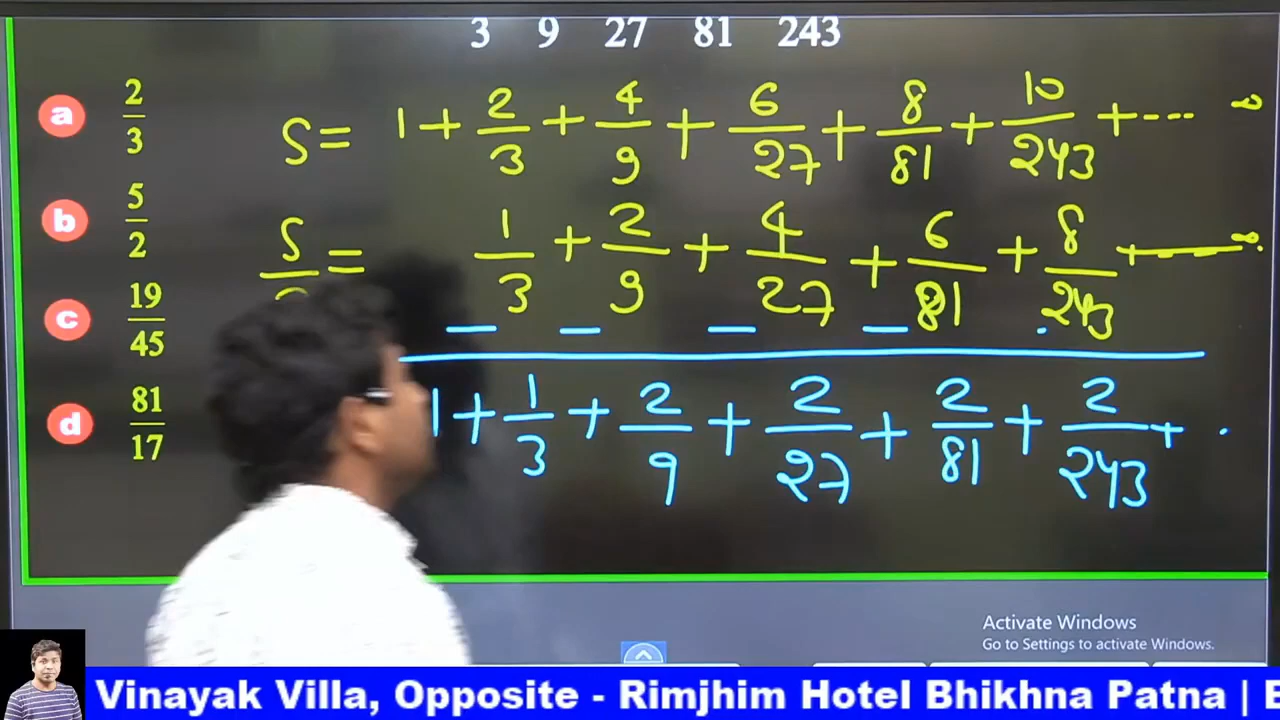 3 9 27 81 243
a 2/3
b 5/2
c 19/45
d 81/17
S = 1 + 2/3 + 4/9 + 6/27 + 8/81 + 10/243 + --- ∞
S/ = 1/3 + 2/9 + 4/27 + 6/81 + 8/243 + ——— ∞.
1 + 1/3 + 2/9 + 2/27 + 2/81 + 2/243 + .
Activate Windows
Go to Settings to activate Windows.
Vinayak Villa, Opposite - Rimjhim Hotel Bhikhna Patna |